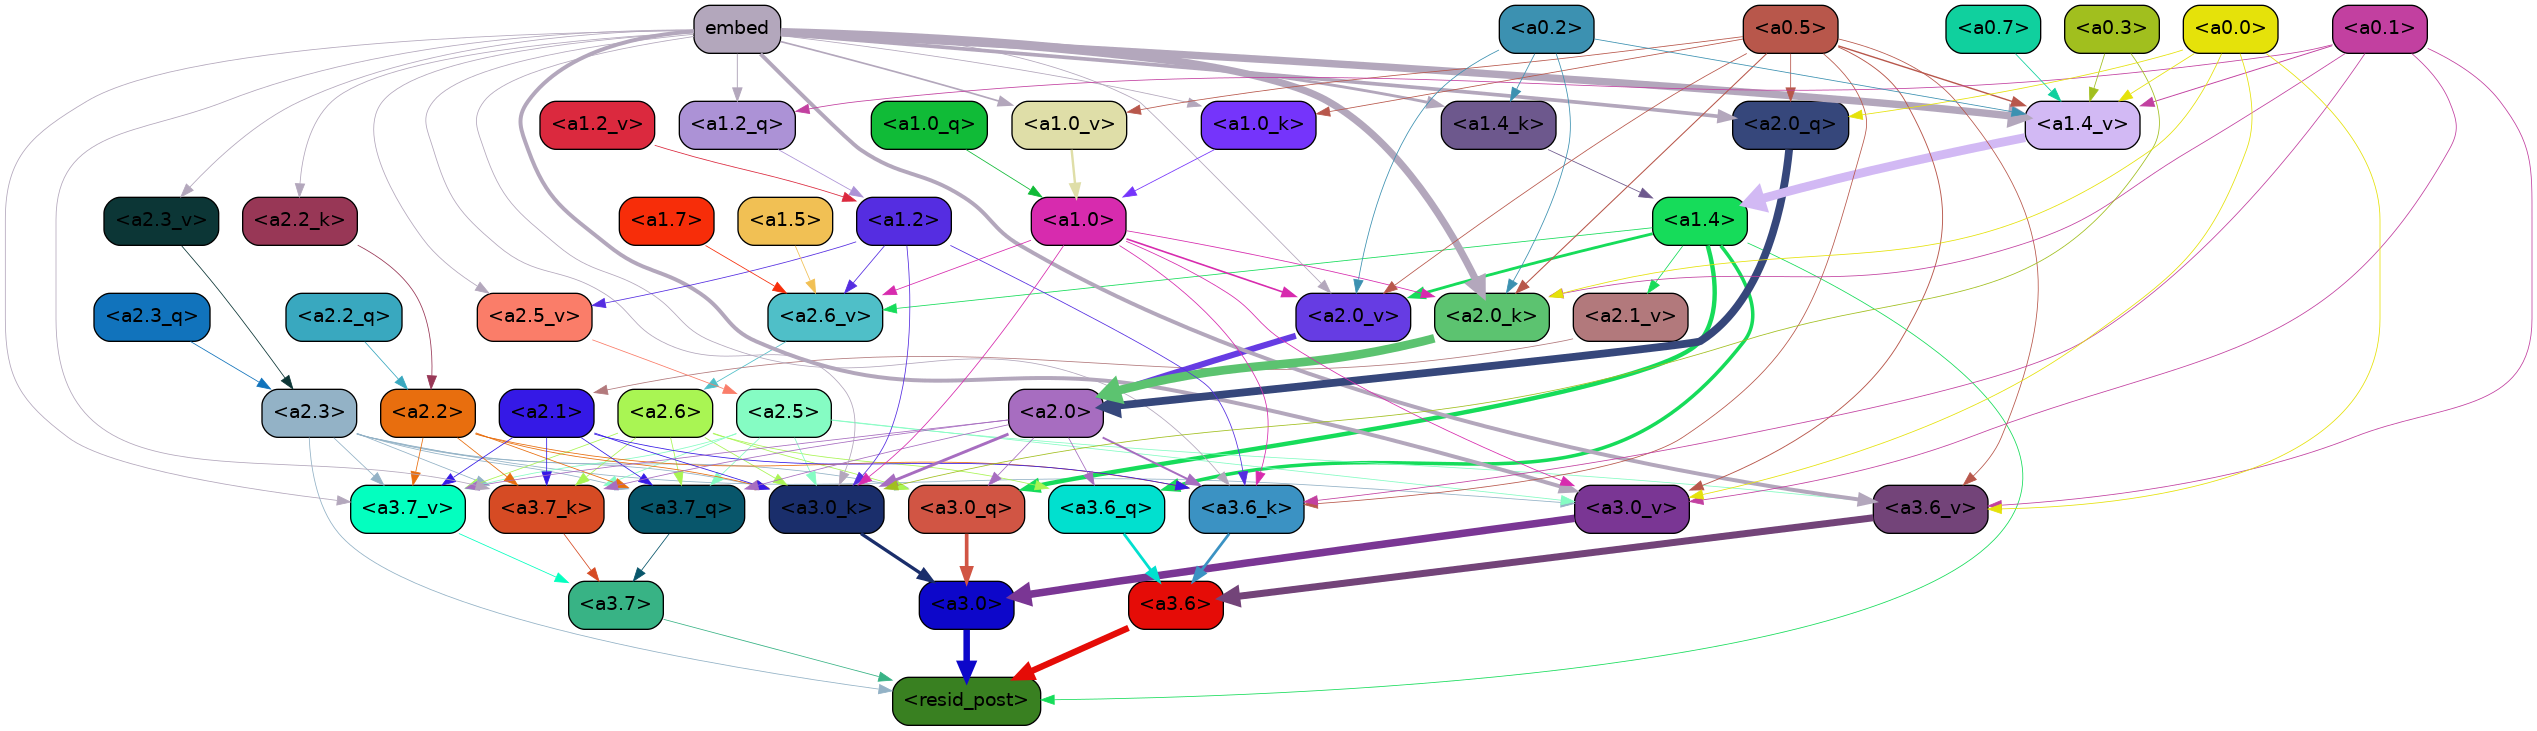 embed
<a0.2>
<a0.5>
<a0.7>
<a0.3>
<a0.0>
<a0.1>
<a1.2_v>
<a1.2_q>
<a1.0_q>
<a1.0_v>
<a1.0_k>
<a1.4_k>
<a2.0_q>
<a1.4_v>
<a2.3_v>
<a2.2_k>
<a1.7>
<a1.5>
<a1.2>
<a1.0>
<a1.4>
<a2.3_q>
<a2.2_q>
<a2.5_v>
<a2.6_v>
<a2.0_v>
<a2.0_k>
<a2.1_v>
<a2.3>
<a2.2>
<a2.1>
<a2.6>
<a2.5>
<a2.0>
<a3.7_v>
<a3.7_k>
<a3.7_q>
<a3.0_k>
<a3.0_q>
<a3.6_q>
<a3.6_k>
<a3.0_v>
<a3.6_v>
<a3.7>
<a3.0>
<a3.6>
<resid_post>